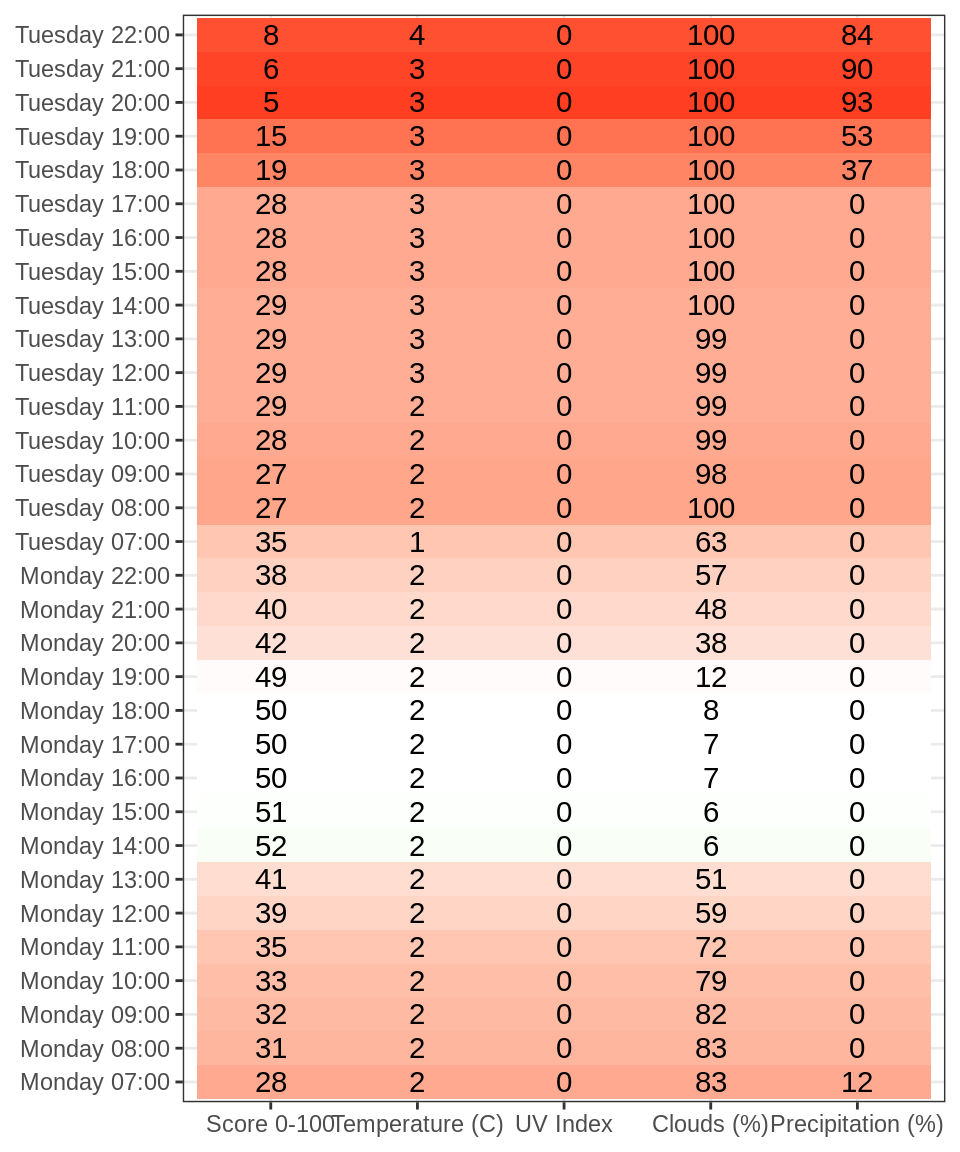 Tuesday 22:00 8 4 0 100 84
Tuesday 21:00 6 3 0 100 90
Tuesday 20:00 5 3 0 100 93
Tuesday 19:00 15 3 0 100 53
Tuesday 18:00 19 3 0 100 37
Tuesday 17:00 28 3 0 100 0
Tuesday 16:00 28 3 0 100 0
Tuesday 15:00 28 3 0 100 0
Tuesday 14:00 29 3 0 100 0
Tuesday 13:00 29 3 0 99 0
Tuesday 12:00 29 3 0 99 0
Tuesday 11:00 29 2 0 99 0
Tuesday 10:00 28 2 0 99 0
Tuesday 09:00 27 2 0 98 0
Tuesday 08:00 27 2 0 100 0
Tuesday 07:00 35 1 0 63 0
Monday 22:00 38 2 0 57 0
Monday 21:00 40 2 0 48 0
Monday 20:00 42 2 0 38 0
Monday 19:00 49 2 0 12 0
Monday 18:00 50 2 0 8 0
Monday 17:00 50 2 0 7 0
Monday 16:00 50 2 0 7 0
Monday 15:00 51 2 0 6 0
Monday 14:00 52 2 0 6 0
Monday 13:00 41 2 0 51 0
Monday 12:00 39 2 0 59 0
Monday 11:00 35 2 0 72 0
Monday 10:00 33 2 0 79 0
Monday 09:00 32 2 0 82 0
Monday 08:00 31 2 0 83 0
Monday 07:00 28 2 0 83 12
Score 0-100 Temperature (C) UV Index Clouds (%) Precipitation (%)